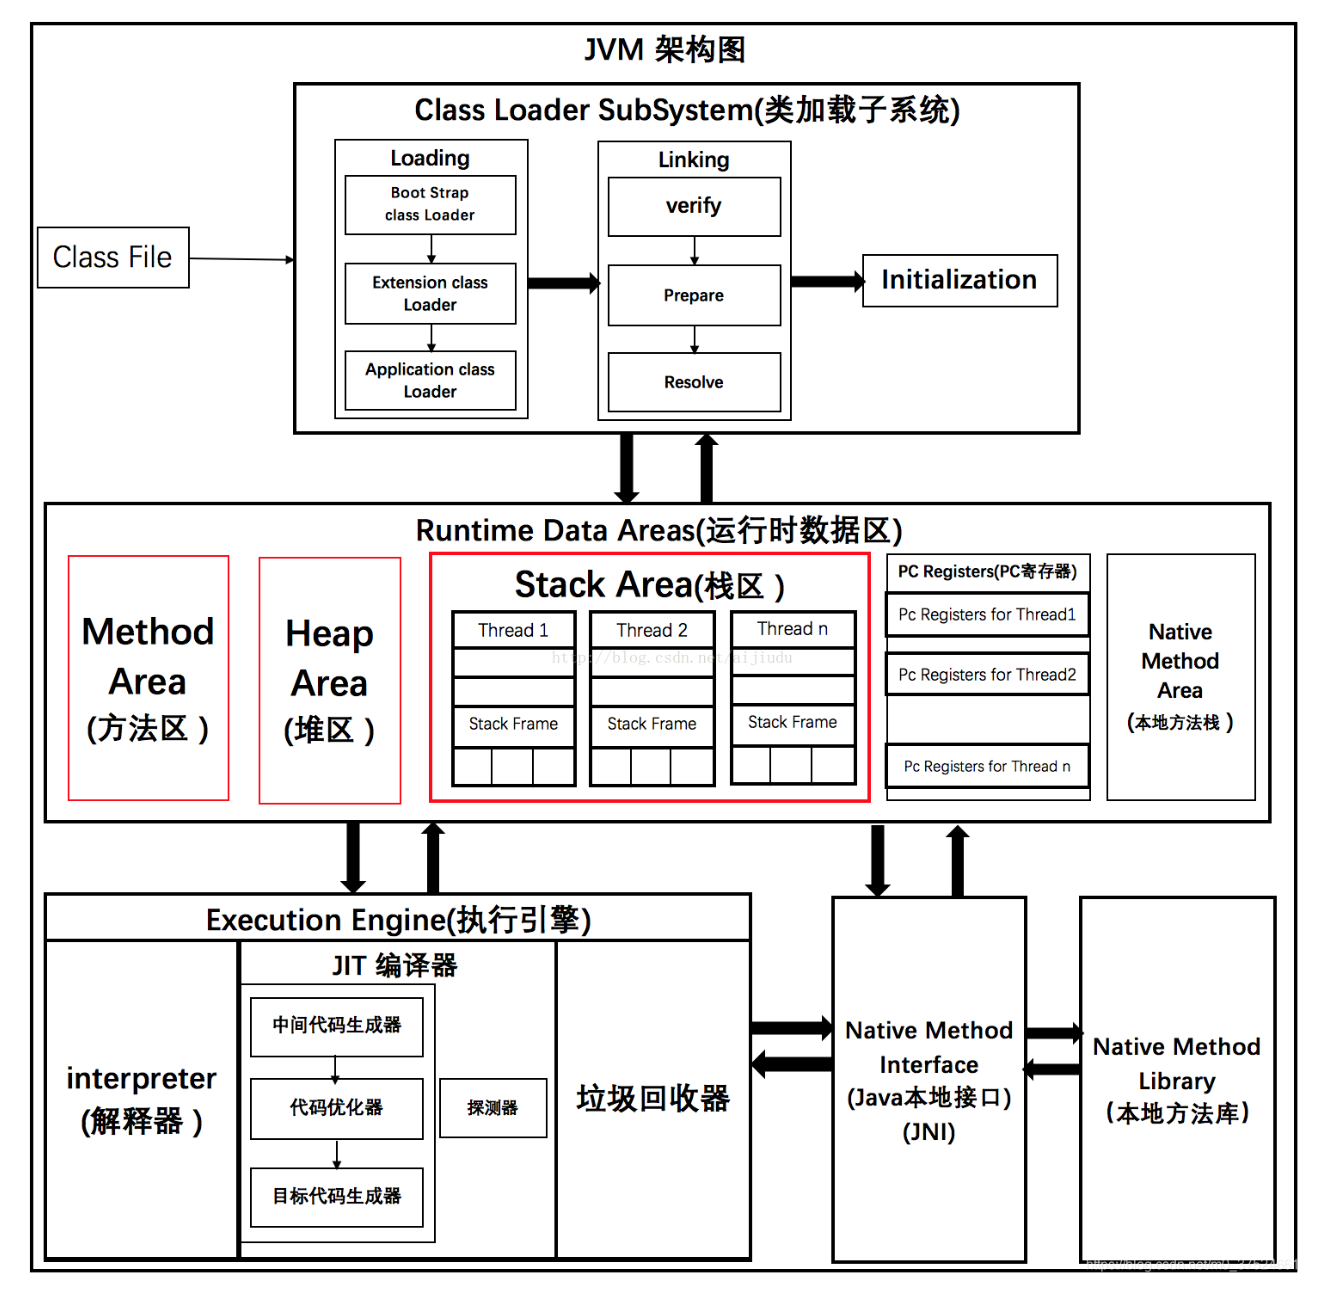 JVM 架构图
Class Loader SubSystem(类加载子系统)
Loading
Boot Strap
class Loader
Extension class
Loader
Application class
Loader
Linking
verify
Prepare
Resolve
Initialization
Class File
Runtime Data Areas(运行时数据区)
Method
Area
(方法区 )
Heap
Area
(堆区 )
Stack Area(栈区 )
Thread 1
Stack Frame
Thread 2
Stack Frame
Thread n
Stack Frame
http://blog.csdn.net/aijiudu
PC Registers(PC寄存器)
Pc Registers for Thread1
Pc Registers for Thread2
Pc Registers for Thread n
Native
Method
Area
(本地方法栈 )
Execution Engine(执行引擎)
interpreter
(解释器 )
JIT 编译器
中间代码生成器
代码优化器
目标代码生成器
探测器
垃圾回收器
Native Method
Interface
(Java本地接口)
(JNI)
Native Method
Library
(本地方法库)